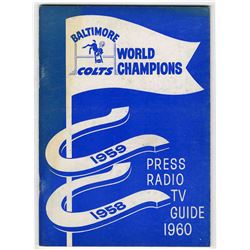 BALTIMORE
COLTS
WORLD
CHAMPIONS
1959
1958
PRESS
RADIO
TV
GUIDE
1960